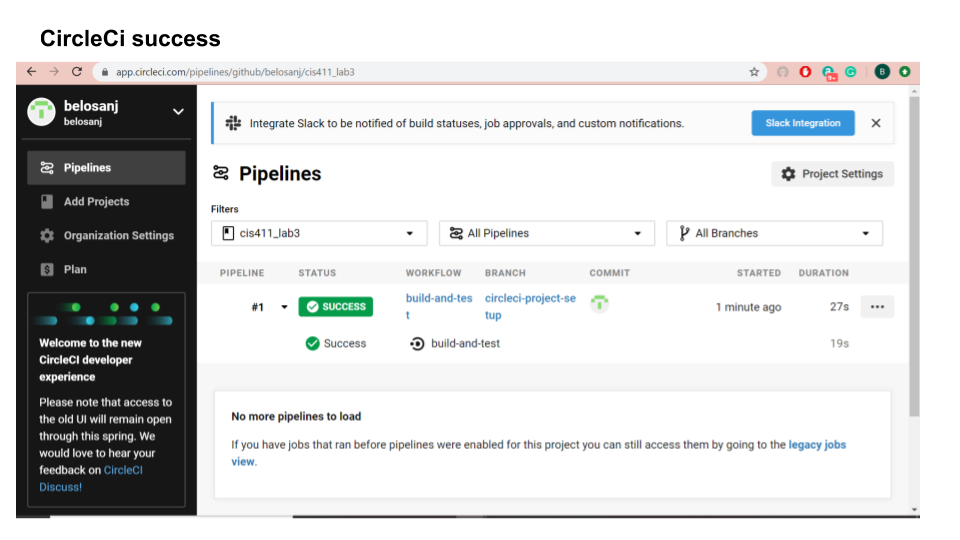 CircleCi success
app.circleci.com/pipelines/github/belosanj/cis411_lab3
B
belosanj
belosanj
Pipelines
Add Projects
Organization Settings
Plan
Welcome to the new
CircleCI developer
experience
Please note that access to
the old UI will remain open
through this spring. We
would love to hear your
feedback on CircleCI
Discuss!
Integrate Slack to be notified of build statuses, job approvals, and custom notifications.
Slack Integration
Pipelines
Project Settings
Filters
cis411_lab3
All Pipelines
All Branches
PIPELINE STATUS WORKFLOW BRANCH COMMIT STARTED DURATION
#1 SUCCESS build-and-tes circleci-project-se 1 minute ago 27s
t tup
Success build-and-test 19s
No more pipelines to load
If you have jobs that ran before pipelines were enabled for this project you can still access them by going to the legacy jobs
view.